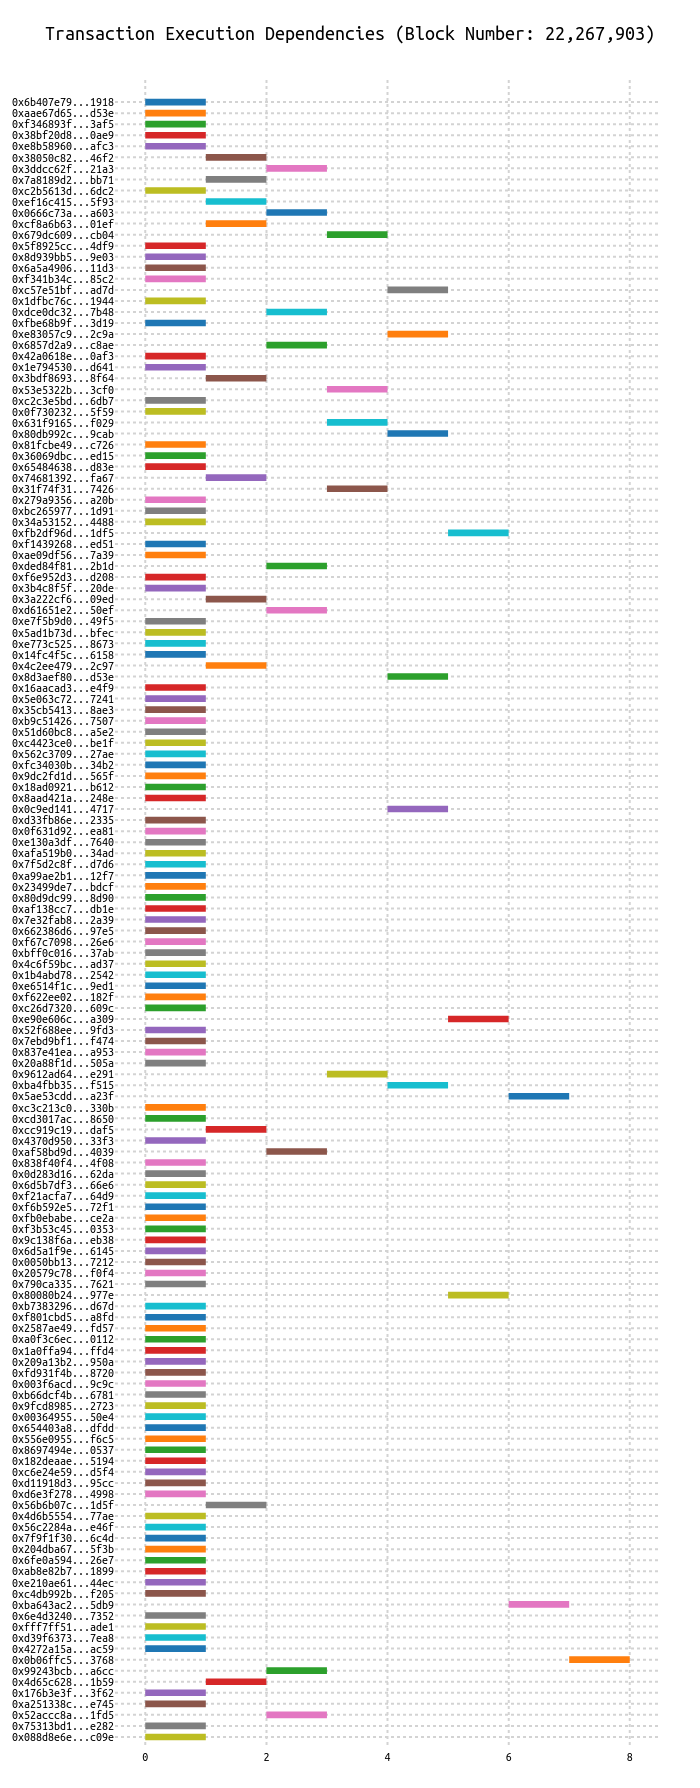 Transaction Execution Dependencies (Block Number: 22,267,903)
0x6b407e79...1918
0xaae67d65...d53e
0xf346893f...3af5
0x38bf20d8...0ae9
0xe8b58960...afc3
0x38050c82...46f2
0x3ddcc62f...21a3
0x7a8189d2...bb71
0xc2b5613d...6dc2
0xef16c415...5f93
0x0666c73a...a603
0xcf8a6b63...01ef
0x679dc609...cb04
0x5f8925cc...4df9
0x8d939bb5...9e03
0x6a5a4906...11d3
0xf341b34c...85c2
0xc57e51bf...ad7d
0x1dfbc76c...1944
0xdce0dc32...7b48
0xfbe68b9f...3d19
0xe83057c9...2c9a
0x6857d2a9...c8ae
0x42a0618e...0af3
0x1e794530...d641
0x3bdf8693...8f64
0x53e5322b...3cf0
0xc2c3e5bd...6db7
0x0f730232...5f59
0x631f9165...f029
0x80db992c...9cab
0x81fcbe49...c726
0x36069dbc...ed15
0x65484638...d83e
0x74681392...fa67
0x31f74f31...7426
0x279a9356...a20b
0xbc265977...1d91
0x34a53152...4488
0xfb2df96d...1df5
0xf1439268...ed51
0xae09df56...7a39
0xded84f81...2b1d
0xf6e952d3...d208
0x3b4c8f5f...20de
0x3a222cf6...09ed
0xd61651e2...50ef
0xe7f5b9d0...49f5
0x5ad1b73d...bfec
0xe773c525...8673
0x14fc4f5c...6158
0x4c2ee479...2c97
0x8d3aef80...d53e
0x16aacad3...e4f9
0x5e063c72...7241
0x35cb5413...8ae3
0xb9c51426...7507
0x51d60bc8...a5e2
0xc4423ce0...be1f
0x562c3709...27ae
0xfc34030b...34b2
0x9dc2fd1d...565f
0x18ad0921...b612
0x8aad421a...248e
0x0c9ed141...4717
0xd33fb86e...2335
0x0f631d92...ea81
0xe130a3df...7640
0xafa519b0...34ad
0x7f5d2c8f...d7d6
0xa99ae2b1...12f7
0x23499de7...bdcf
0x80d9dc99...8d90
0xaf138cc7...db1e
0x7e32fab8...2a39
0x662386d6...97e5
0xf67c7098...26e6
0xbff0c016...37ab
0x4c6f59bc...ad37
0x1b4abd78...2542
0xe6514f1c...9ed1
0xf622ee02...182f
0xc26d7320...609c
0xe90e606c...a309
0x52f688ee...9fd3
0x7ebd9bf1...f474
0x837e41ea...a953
0x20a88f1d...505a
0x9612ad64...e291
0xba4fbb35...f515
0x5ae53cdd...a23f
0xc3c213c0...330b
0xcd3017ac...8650
0xcc919c19...daf5
0x4370d950...33f3
0xaf58bd9d...4039
0x838f40f4...4f08
0x0d283d16...62da
0x6d5b7df3...66e6
0xf21acfa7...64d9
0xf6b592e5...72f1
0xfb0ebabe...ce2a
0xf3b53c45...0353
0x9c138f6a...eb38
0x6d5a1f9e...6145
0x0050bb13...7212
0x20579c78...f0f4
0x790ca335...7621
0x80080b24...977e
0xb7383296...d67d
0xf801cbd5...a8fd
0x2587ae49...fd57
0xa0f3c6ec...0112
0x1a0ffa94...ffd4
0x209a13b2...950a
0xfd931f4b...8720
0x003f6acd...9c9c
0xb66dcf4b...6781
0x9fcd8985...2723
0x00364955...50e4
0x654403a8...dfdd
0x556e0955...f6c5
0x8697494e...0537
0x182deaae...5194
0xc6e24e59...d5f4
0xd11918d3...95cc
0xd6e3f278...4998
0x56b6b07c...1d5f
0x4d6b5554...77ae
0x56c2284a...e46f
0x7f9f1f30...6c4d
0x204dba67...5f3b
0x6fe0a594...26e7
0xab8e82b7...1899
0xe210ae61...44ec
0xc4db992b...f205
0xba643ac2...5db9
0x6e4d3240...7352
0xfff7ff51...ade1
0xd39f6373...7ea8
0x4272a15a...ac59
0x0b06ffc5...3768
0x99243bcb...a6cc
0x4d65c628...1b59
0x176b3e3f...3f62
0xa251338c...e745
0x52accc8a...1fd5
0x75313bd1...e282
0x088d8e6e...c09e
0 2 4 6 8